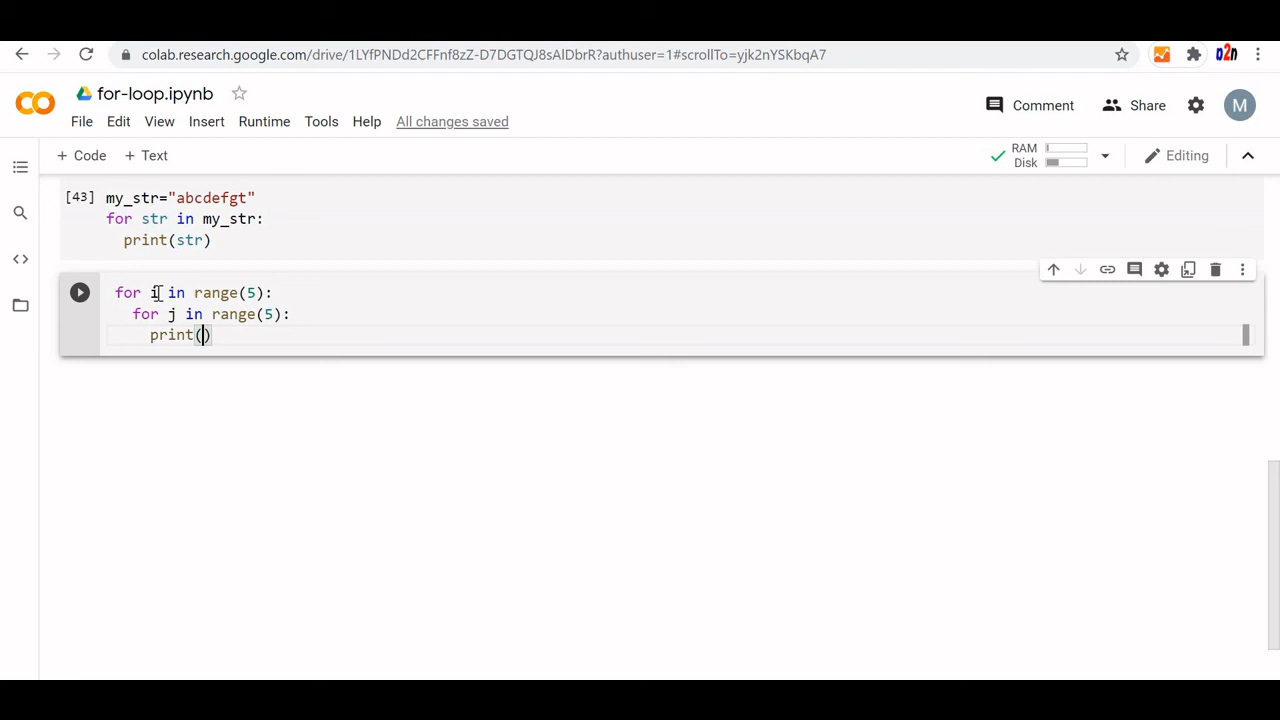 colab.research.google.com/drive/1LYfPNDd2CFFnf8zZ-D7DGTQJ8sAlDbrR?authuser=1#scrollTo=yjk2nYSKbqA7
for-loop.ipynb
Comment
Share
M
File Edit View Insert Runtime Tools Help All changes saved
+ Code + Text
RAM
Disk
Editing
[43] my_str="abcdefgt"
for str in my_str:
  print(str)
for i in range(5):
  for j in range(5):
    print()